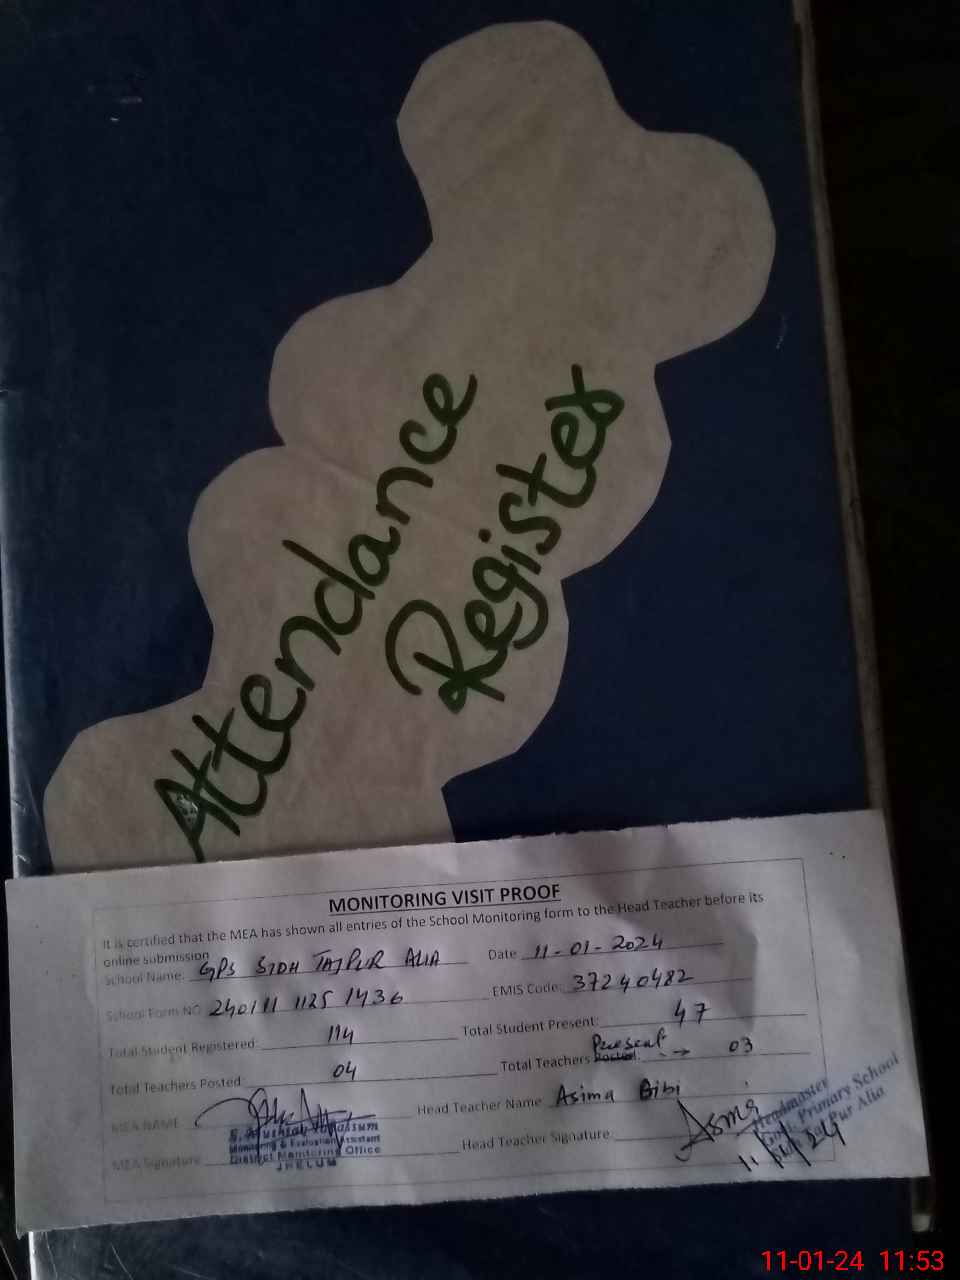 Attendance
Register
MONITORING VISIT PROOF
It is certified that the MEA has shown all entries of the School Monitoring form to the Head Teacher before its
online submission
School Name: GPS SIDH TAJPUR ALIA Date 11-01-2024
School Form NO 240111 1125 1436 EMIS Code: 37240482
Total Student Registered: 114 Total Student Present: 47
Present
Total Teachers Posted 04 Total Teachers Posted: → 03
MEA NAME Head Teacher Name Asima Bibi
Monitoring & Evaluation Assistant
District Monitoring Office
JHELUM
MEA Signature Head Teacher Signature: Asma
Headmaster
Govt. Primary School
Pur Alia
11-01-24 11:53